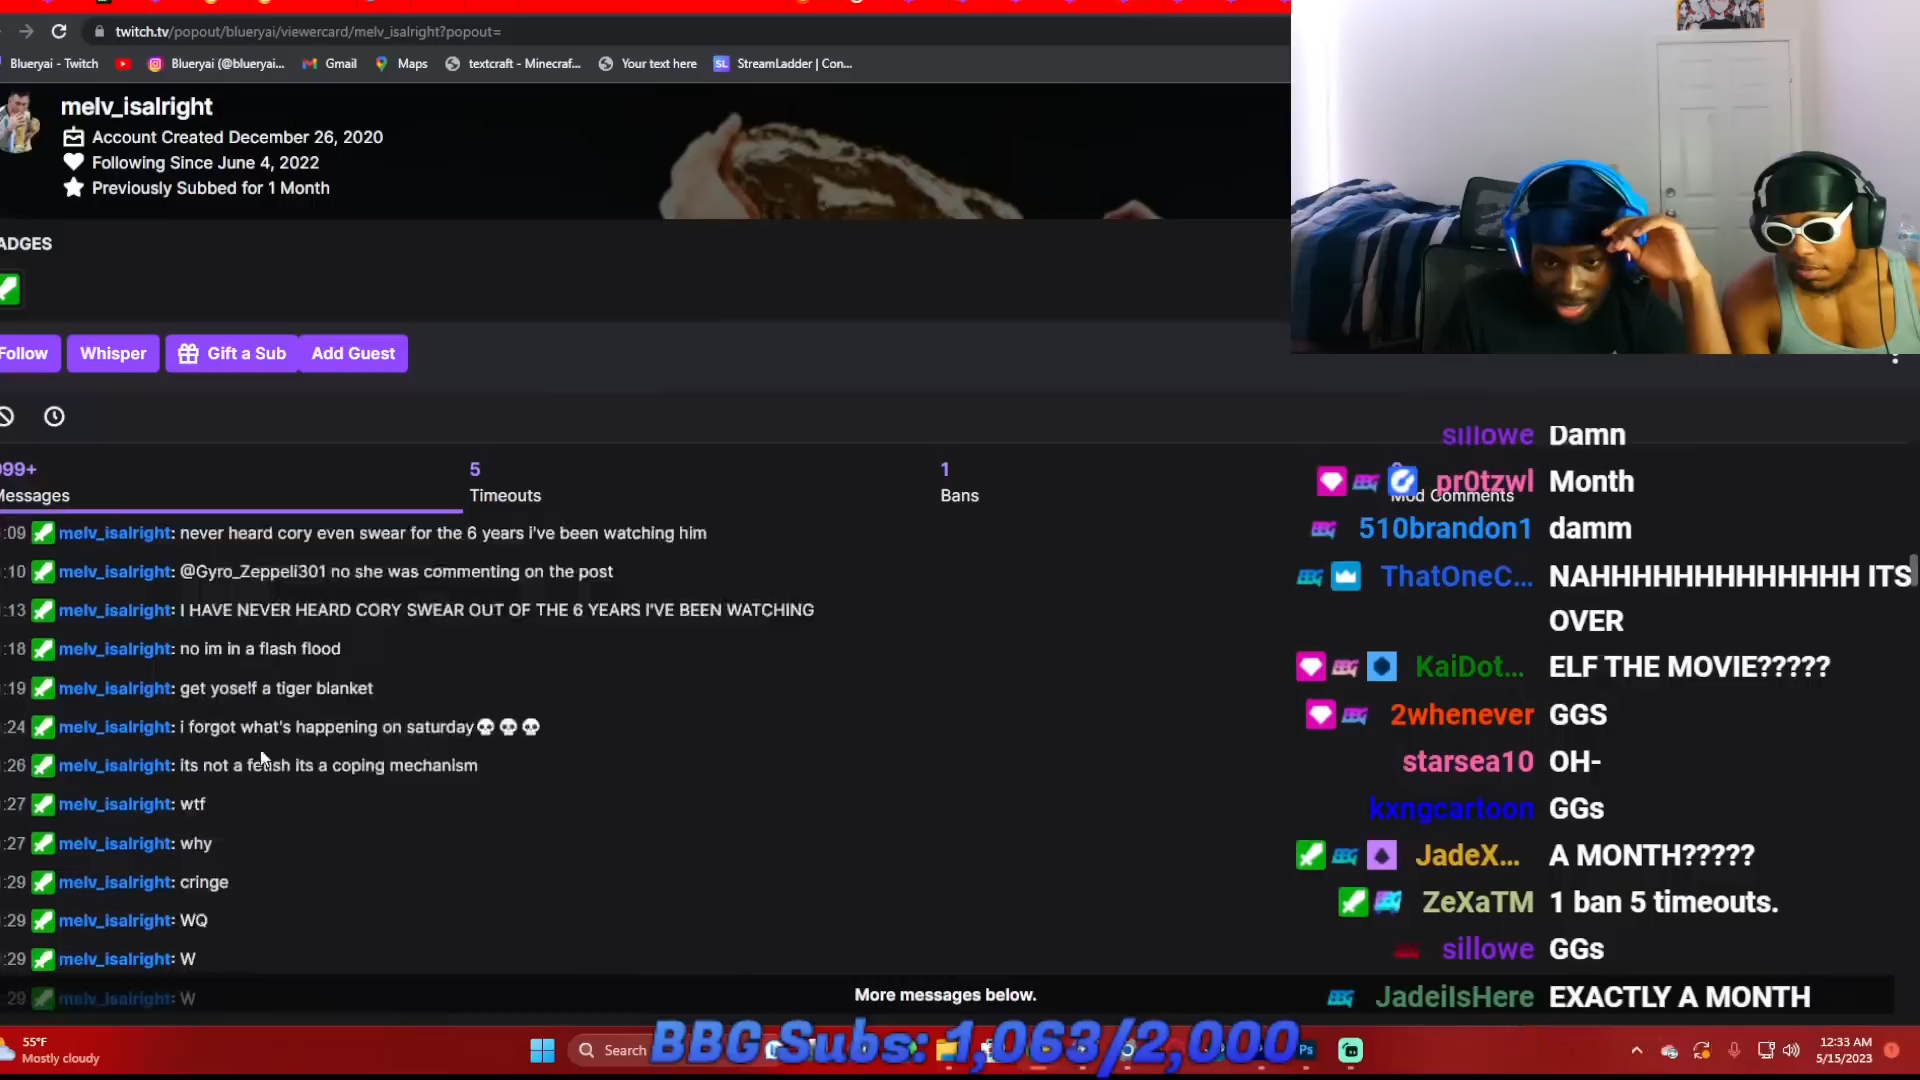 twitch.tv/popout/blueryai/viewercard/melv_isalright?popout=
Blueryai - Twitch
Blueryai (@blueryai...
Gmail
Maps
textcraft - Minecraf...
Your text here
SL
StreamLadder | Con...
melv_isalright
Account Created December 26, 2020
Following Since June 4, 2022
Previously Subbed for 1 Month
ADGES
Follow
Whisper
Gift a Sub
Add Guest
999+
Messages
5
Timeouts
1
Bans
Mod Comments
:09 melv_isalright: never heard cory even swear for the 6 years i've been watching him
:10 melv_isalright: @Gyro_Zeppeli301 no she was commenting on the post
:13 melv_isalright: I HAVE NEVER HEARD CORY SWEAR OUT OF THE 6 YEARS I'VE BEEN WATCHING
:18 melv_isalright: no im in a flash flood
:19 melv_isalright: get yoself a tiger blanket
:24 melv_isalright: i forgot what's happening on saturday💀💀💀
:26 melv_isalright: its not a fetish its a coping mechanism
:27 melv_isalright: wtf
:27 melv_isalright: why
:29 melv_isalright: cringe
:29 melv_isalright: WQ
:29 melv_isalright: W
:29 melv_isalright: W
More messages below.
sillowe Damn
pr0tzwl Month
510brandon1 damm
ThatOneC... NAHHHHHHHHHHHHH ITS
OVER
KaiDot... ELF THE MOVIE?????
2whenever GGS
starsea10 OH-
kxngcartoon GGs
JadeX... A MONTH?????
ZeXaTM 1 ban 5 timeouts.
sillowe GGs
JadeiIsHere EXACTLY A MONTH
BBG Subs: 1,063/2,000
55°F
Mostly cloudy
Search
Ps
12:33 AM
5/15/2023